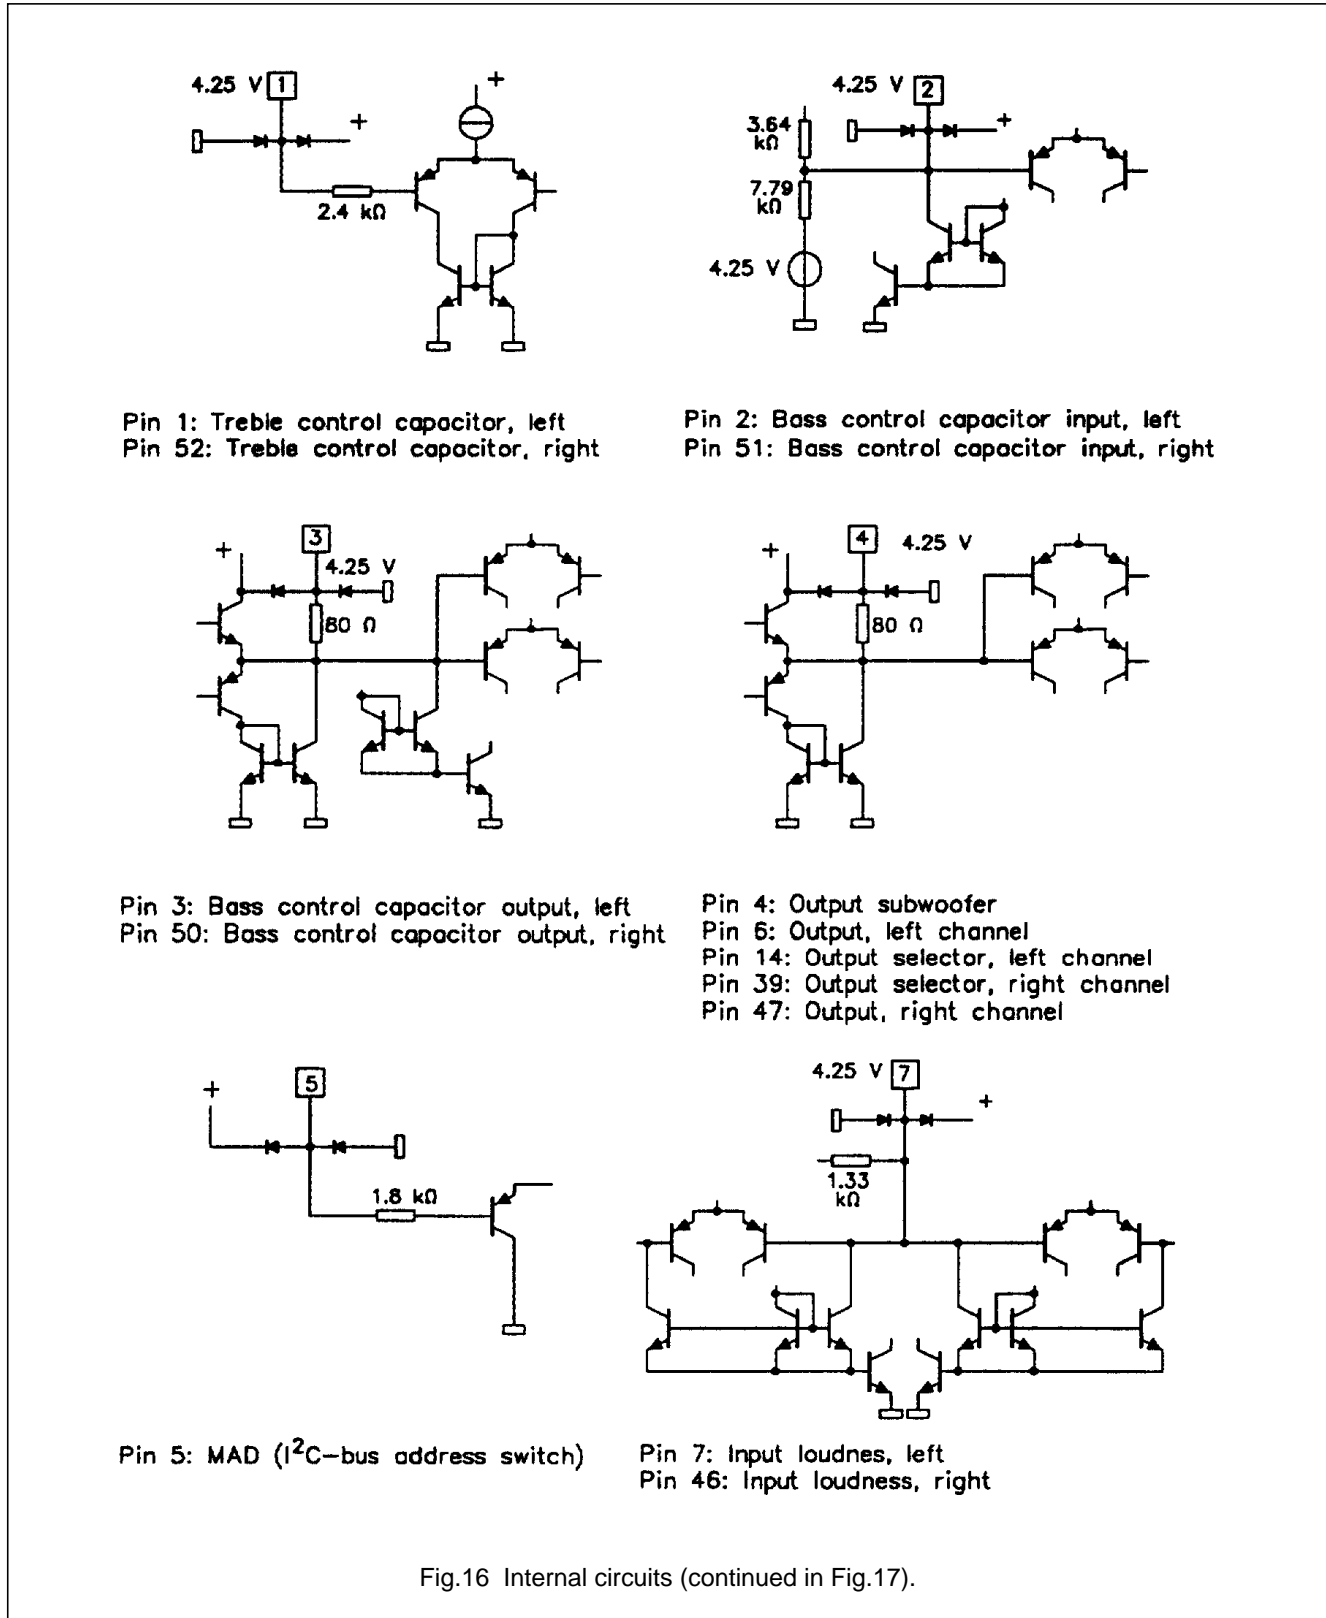 4.25 V 1
+
+
2.4 kΩ
4.25 V 2
+
3.64
kΩ
7.79
kΩ
4.25 V
Pin 1: Treble control capacitor, left
Pin 52: Treble control capacitor, right
Pin 2: Bass control capacitor input, left
Pin 51: Bass control capacitor input, right
3
+
4.25 V
80 Ω
4 4.25 V
+
80 Ω
Pin 3: Bass control capacitor output, left
Pin 50: Bass control capacitor output, right
Pin 4: Output subwoofer
Pin 6: Output, left channel
Pin 14: Output selector, left channel
Pin 39: Output selector, right channel
Pin 47: Output, right channel
5
+
1.8 kΩ
4.25 V 7
+
1.33
kΩ
Pin 5: MAD (I²C-bus address switch)
Pin 7: Input loudnes, left
Pin 46: Input loudness, right
Fig.16 Internal circuits (continued in Fig.17).